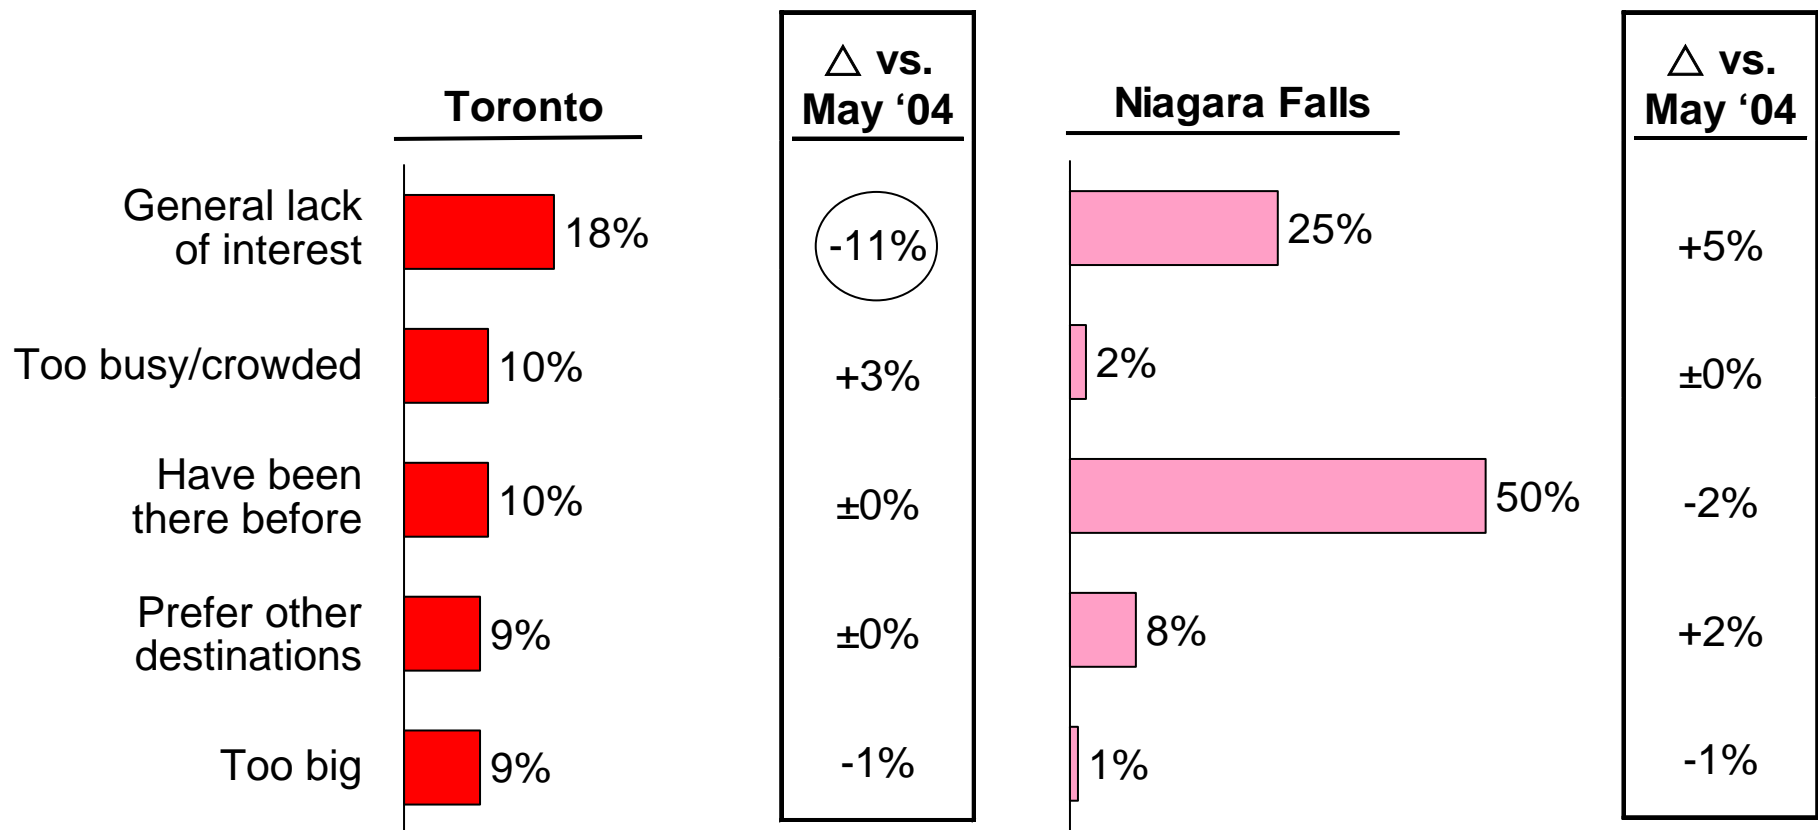 Toronto
△ vs.
May ‘04
Niagara Falls
△ vs.
May ‘04
General lack
of interest
18%
-11%
25%
+5%
Too busy/crowded
10%
+3%
2%
±0%
Have been
there before
10%
±0%
50%
-2%
Prefer other
destinations
9%
±0%
8%
+2%
Too big
9%
-1%
1%
-1%